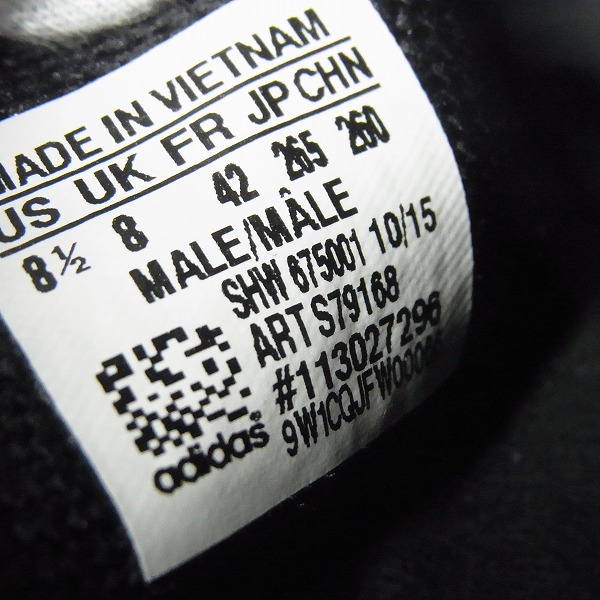 MADE IN VIETNAM
US UK FR JP CHN
8½ 8 42 265 260
MALE/MÂLE
SHW 675001 10/15
ART S79168
#113027296
adidas